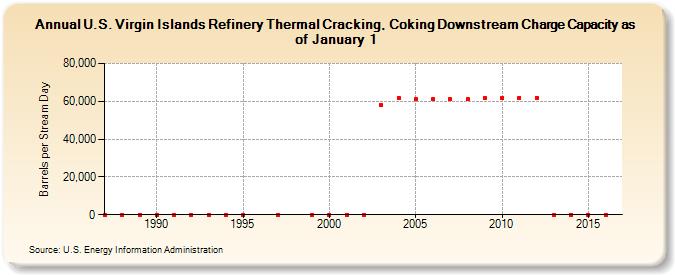 Annual U.S. Virgin Islands Refinery Thermal Cracking, Coking Downstream Charge Capacity as
of January 1
Barrels per Stream Day
80,000
60,000
40,000
20,000
0
1990 1995 2000 2005 2010 2015
Source: U.S. Energy Information Administration